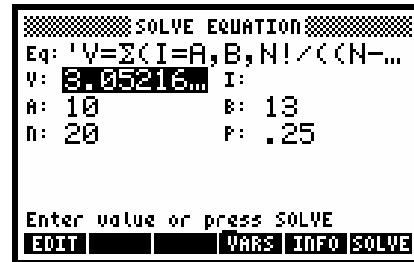 SOLVE EQUATION
Eq: 'V=Σ(I=A,B,N!/((N-…
V: 3.05216… I:
A: 10 B: 13
N: 20 P: .25
Enter value or press SOLVE
EDIT VARS INFO SOLVE